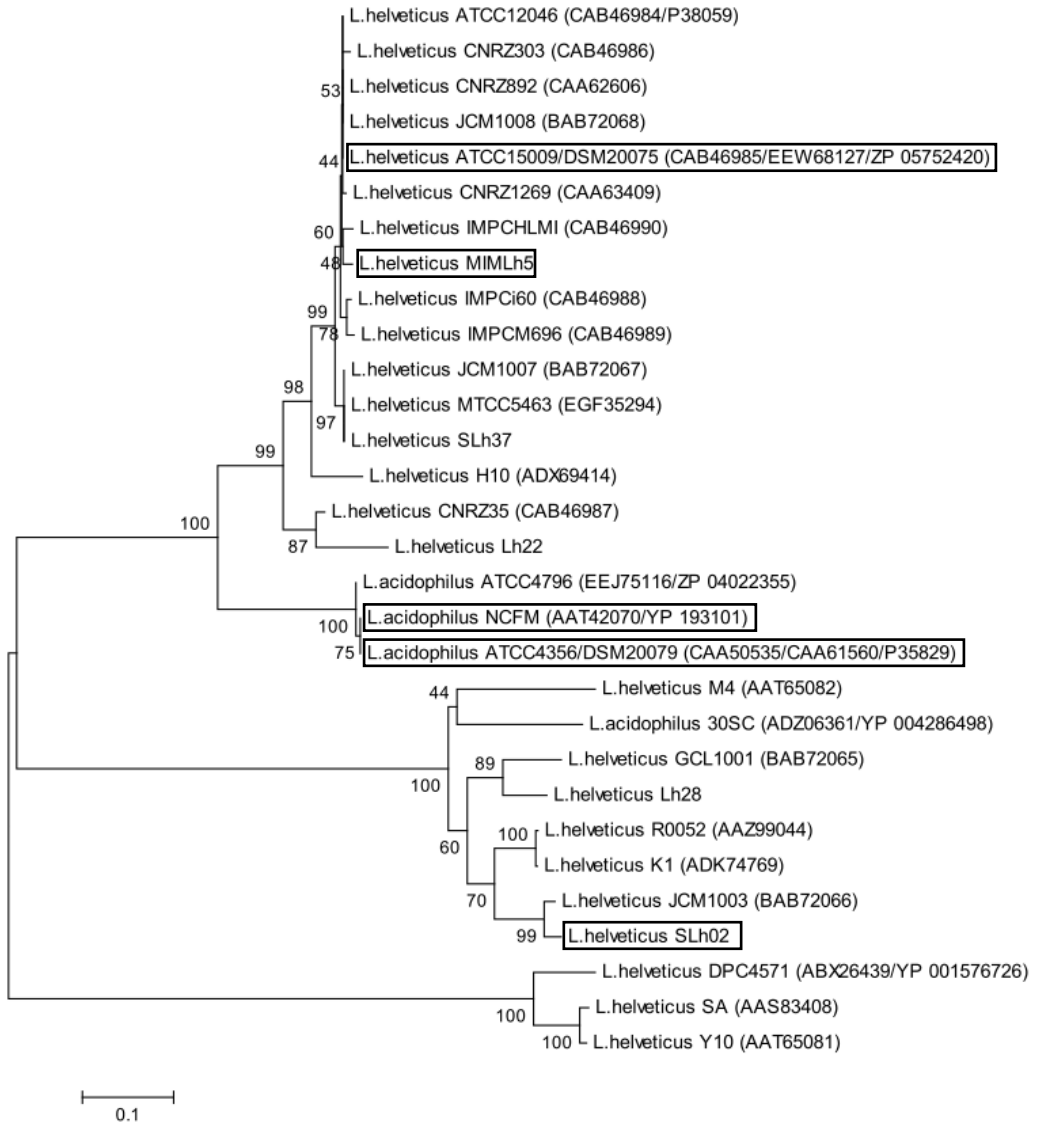 L.helveticus ATCC12046 (CAB46984/P38059)
L.helveticus CNRZ303 (CAB46986)
53
L.helveticus CNRZ892 (CAA62606)
L.helveticus JCM1008 (BAB72068)
44
L.helveticus ATCC15009/DSM20075 (CAB46985/EEW68127/ZP 05752420)
L.helveticus CNRZ1269 (CAA63409)
60
L.helveticus IMPCHLMI (CAB46990)
48
L.helveticus MIMLh5
L.helveticus IMPCi60 (CAB46988)
99
78
L.helveticus IMPCM696 (CAB46989)
L.helveticus JCM1007 (BAB72067)
98
L.helveticus MTCC5463 (EGF35294)
97
L.helveticus SLh37
99
L.helveticus H10 (ADX69414)
L.helveticus CNRZ35 (CAB46987)
100
87
L.helveticus Lh22
L.acidophilus ATCC4796 (EEJ75116/ZP 04022355)
L.acidophilus NCFM (AAT42070/YP 193101)
100
75
L.acidophilus ATCC4356/DSM20079 (CAA50535/CAA61560/P35829)
44
L.helveticus M4 (AAT65082)
L.acidophilus 30SC (ADZ06361/YP 004286498)
89
L.helveticus GCL1001 (BAB72065)
100
L.helveticus Lh28
100
L.helveticus R0052 (AAZ99044)
60
L.helveticus K1 (ADK74769)
70
L.helveticus JCM1003 (BAB72066)
99
L.helveticus SLh02
L.helveticus DPC4571 (ABX26439/YP 001576726)
100
L.helveticus SA (AAS83408)
100
L.helveticus Y10 (AAT65081)
0.1